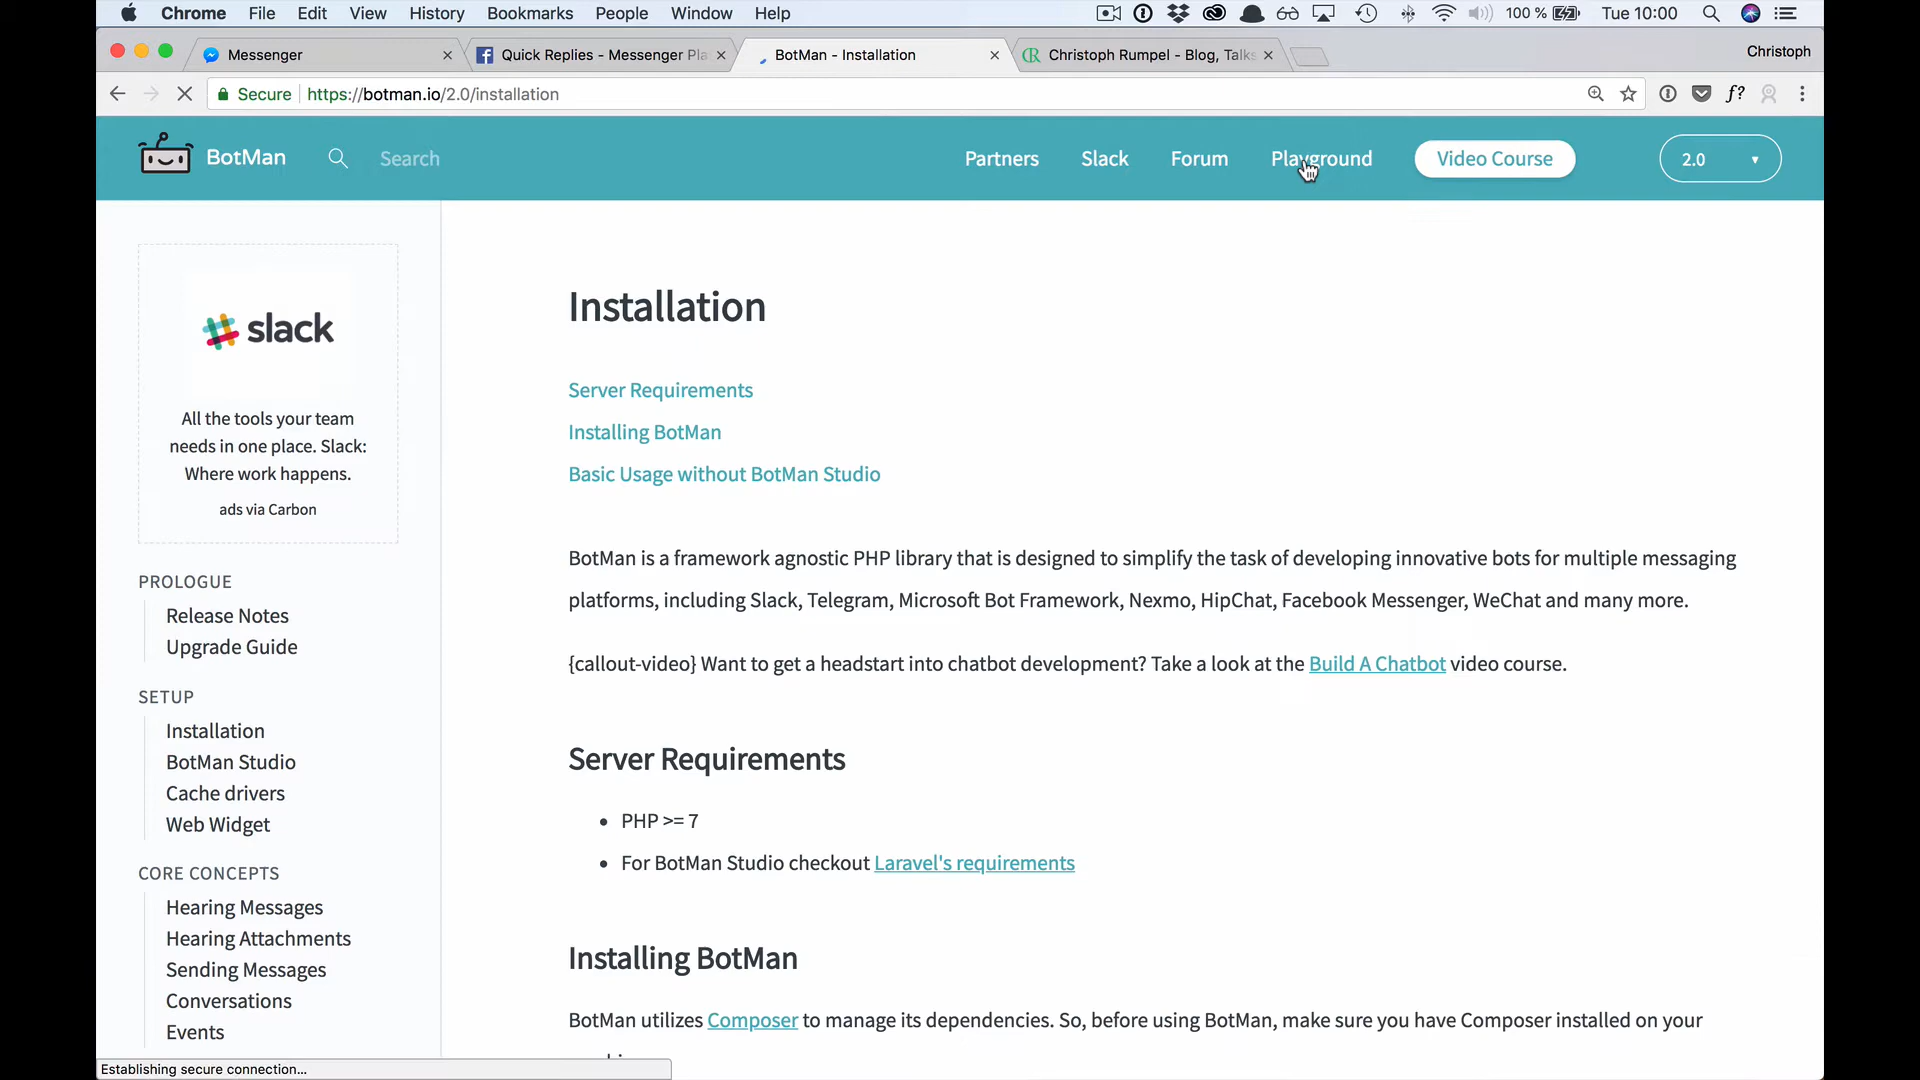 Chrome File Edit View History Bookmarks People Window Help 100 % Tue 10:00
Messenger Quick Replies - Messenger Pla BotMan - Installation Christoph Rumpel - Blog, Talks Christoph
Secure https://botman.io/2.0/installation f?
BotMan Search Partners Slack Forum Playground Video Course 2.0
slack
All the tools your team
needs in one place. Slack:
Where work happens.
ads via Carbon
PROLOGUE
Release Notes
Upgrade Guide
SETUP
Installation
BotMan Studio
Cache drivers
Web Widget
CORE CONCEPTS
Hearing Messages
Hearing Attachments
Sending Messages
Conversations
Events
Installation
Server Requirements
Installing BotMan
Basic Usage without BotMan Studio
BotMan is a framework agnostic PHP library that is designed to simplify the task of developing innovative bots for multiple messaging
platforms, including Slack, Telegram, Microsoft Bot Framework, Nexmo, HipChat, Facebook Messenger, WeChat and many more.
{callout-video} Want to get a headstart into chatbot development? Take a look at the Build A Chatbot video course.
Server Requirements
• PHP >= 7
• For BotMan Studio checkout Laravel's requirements
Installing BotMan
BotMan utilizes Composer to manage its dependencies. So, before using BotMan, make sure you have Composer installed on your
Establishing secure connection...